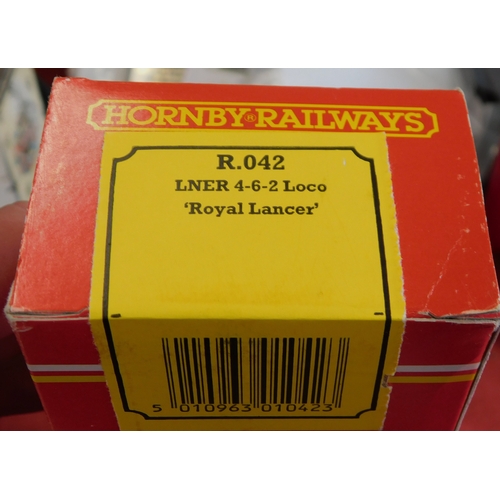 HORNBY® RAILWAYS
R.042
LNER 4-6-2 Loco
‘Royal Lancer’
5 010963 010423